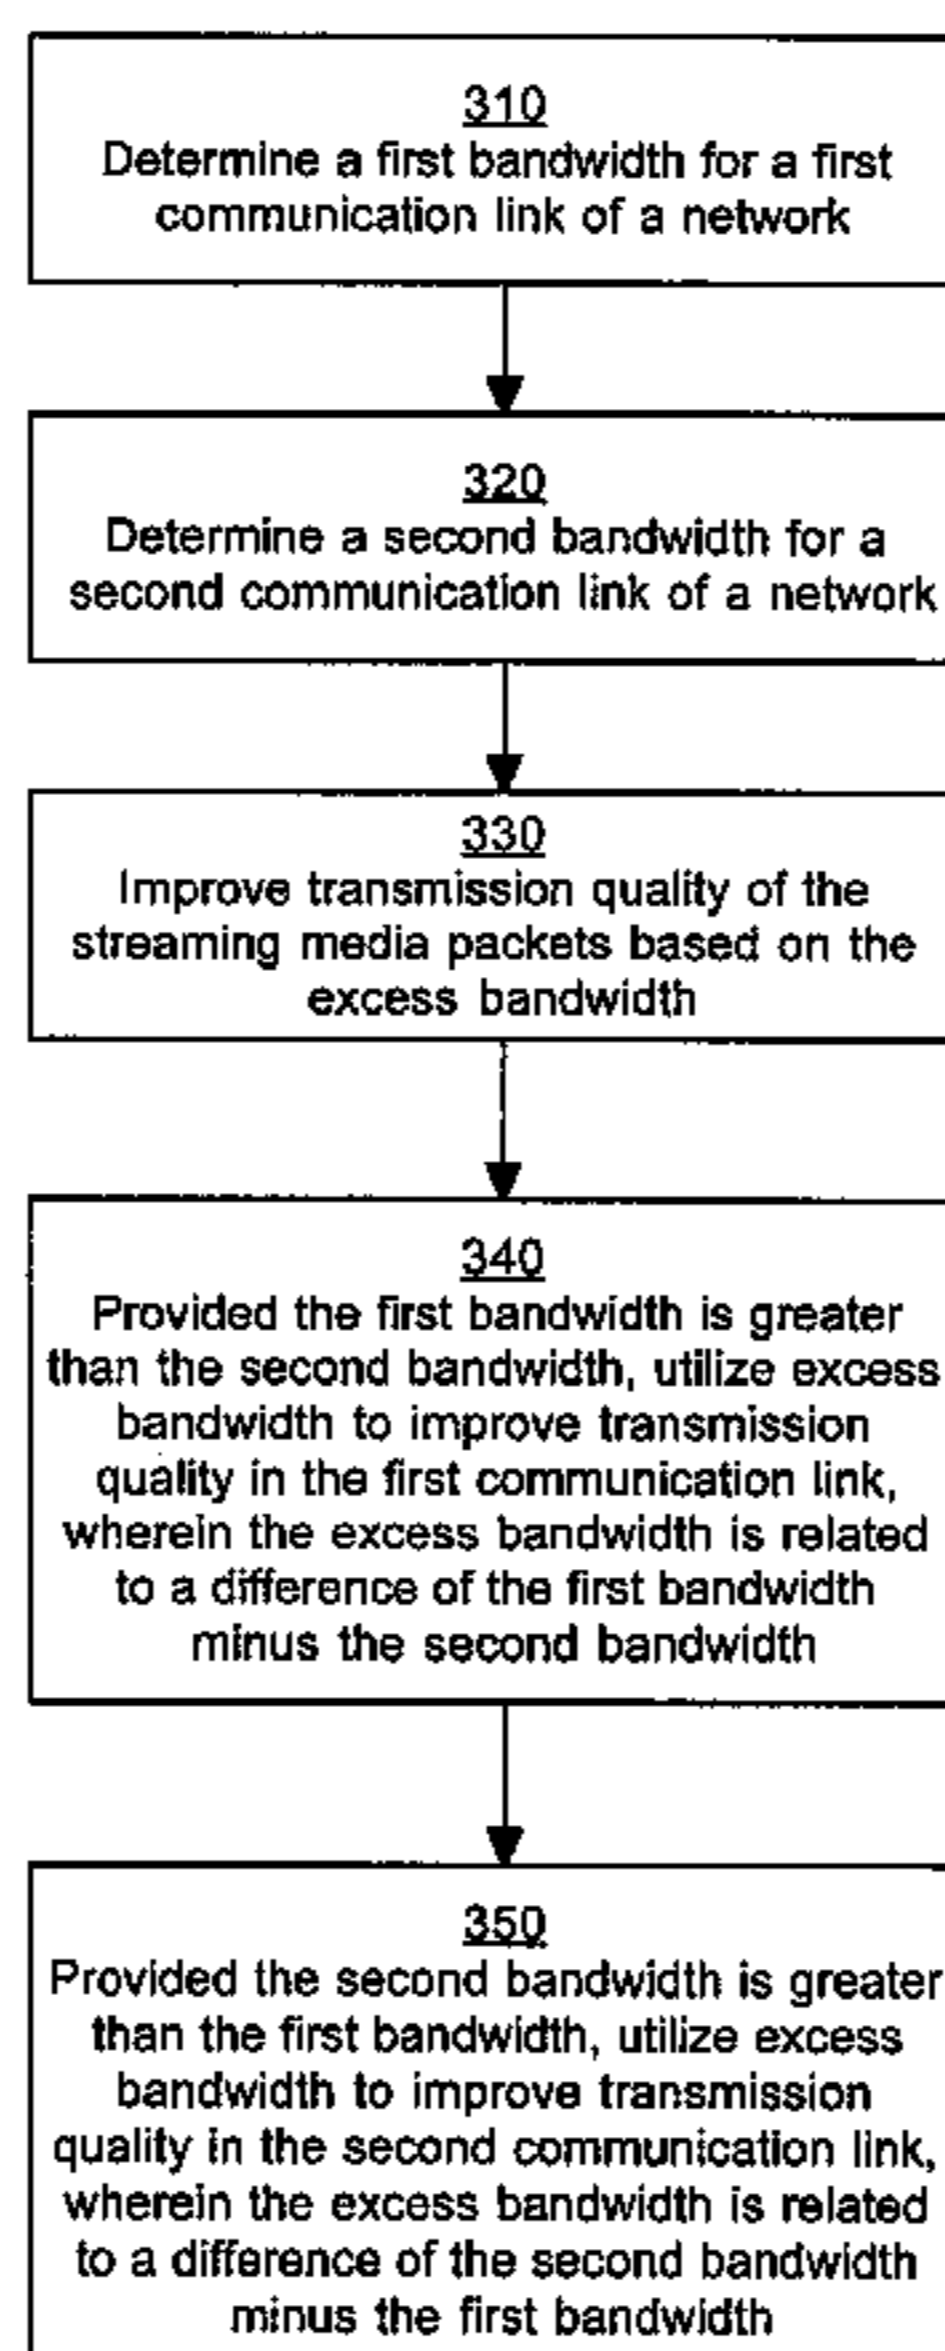 310
Determine a first bandwidth for a first
communication link of a network
320
Determine a second bandwidth for a
second communication link of a network
330
Improve transmission quality of the
streaming media packets based on the
excess bandwidth
340
Provided the first bandwidth is greater
than the second bandwidth, utilize excess
bandwidth to improve transmission
quality in the first communication link,
wherein the excess bandwidth is related
to a difference of the first bandwidth
minus the second bandwidth
350
Provided the second bandwidth is greater
than the first bandwidth, utilize excess
bandwidth to improve transmission
quality in the second communication link,
wherein the excess bandwidth is related
to a difference of the second bandwidth
minus the first bandwidth